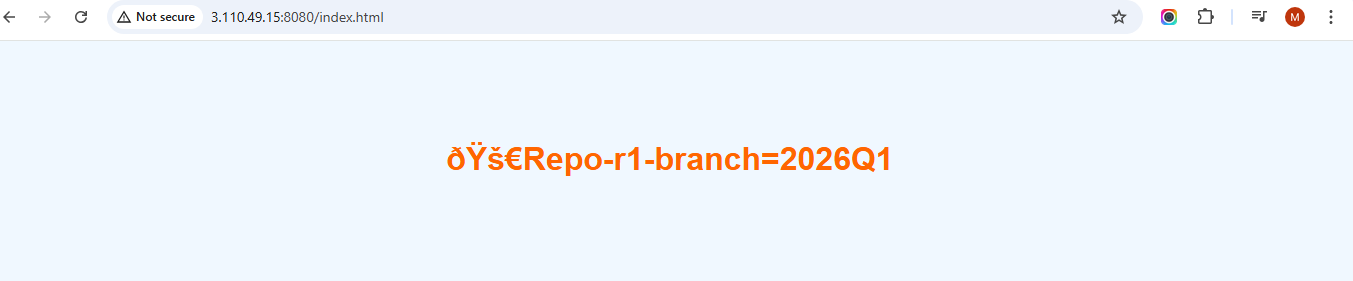 Not secure 3.110.49.15:8080/index.html M
ðŸš€Repo-r1-branch=2026Q1